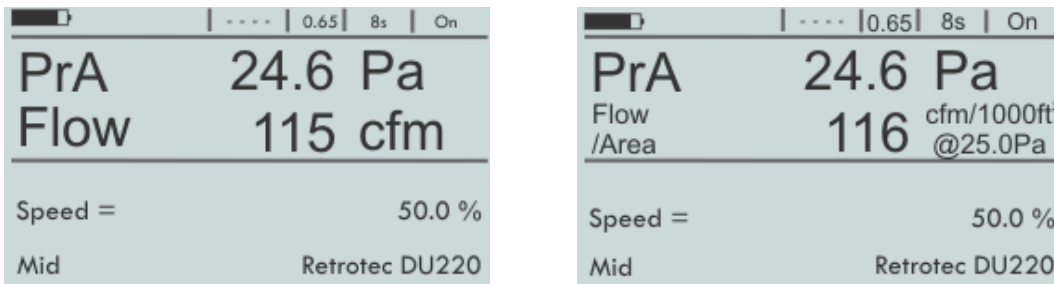 - - - - 0.65 8s On
PrA 24.6 Pa
Flow 115 cfm
Speed = 50.0 %
Mid Retrotec DU220
- - - - 0.65 8s On
PrA 24.6 Pa
Flow /Area 116 cfm/1000ft² @25.0Pa
Speed = 50.0 %
Mid Retrotec DU220